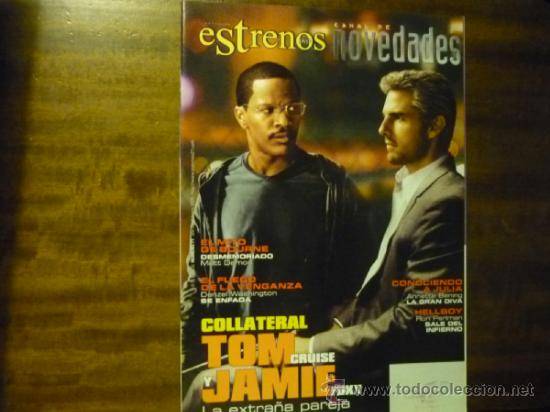 estrenos
CANAL DE
novedades
EL MITO
DE BOURNE
DESMEMORIADO
Matt Damon
EL FUEGO
DE LA VENGANZA
Denzel Washington
SE ENFADA
CONOCIENDO
A JULIA
Annette Bening
LA GRAN DIVA
HELLBOY
Ron Perlman
SALE DEL
INFIERNO
COLLATERAL
TOM
CRUISE
Y JAMIE
FOXX
La extraña pareja
www.todocoleccion.net